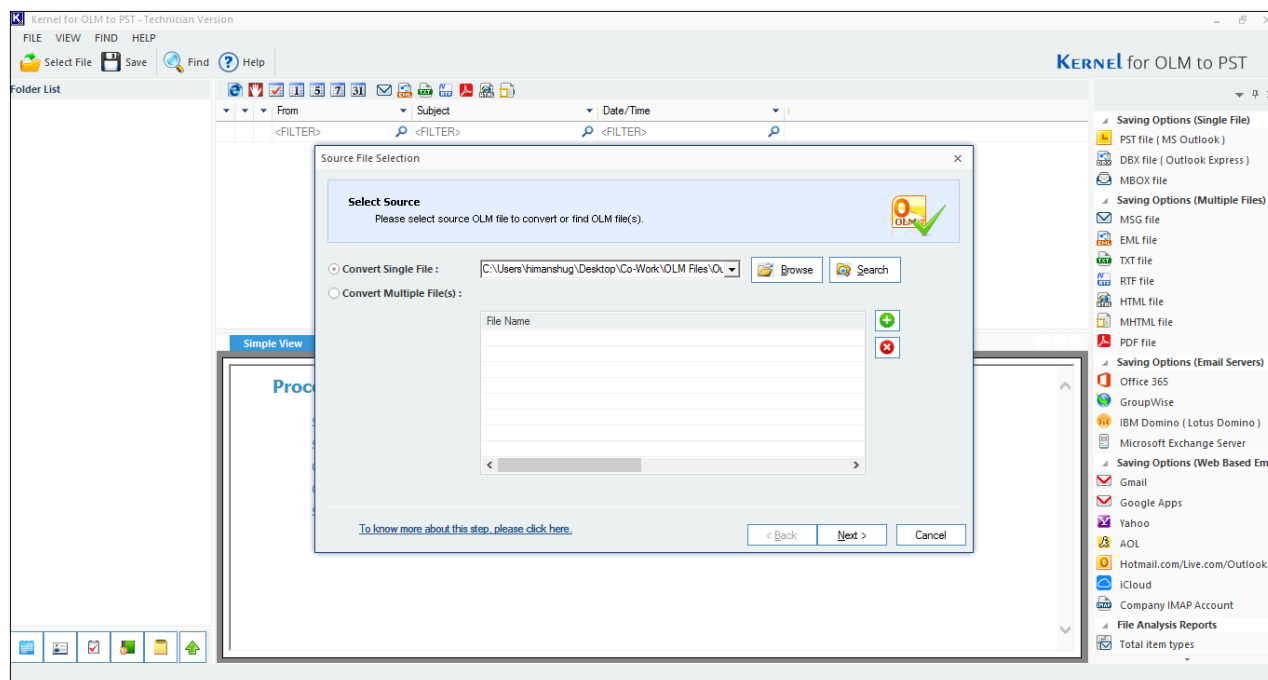 Kernel for OLM to PST - Technician Version
FILE VIEW FIND HELP
Select File Save Find Help
KERNEL for OLM to PST
Folder List
From Subject Date/Time
<FILTER> <FILTER> <FILTER>
Source File Selection
Select Source
Please select source OLM file to convert or find OLM file(s).
Convert Single File :
C:\Users\himanshug\Desktop\Co-Work\OLM Files\Ou
Browse Search
Convert Multiple File(s) :
File Name
To know more about this step, please click here.
< Back Next > Cancel
Simple View
Proc
Saving Options (Single File)
PST file ( MS Outlook )
DBX file ( Outlook Express )
MBOX file
Saving Options (Multiple Files)
MSG file
EML file
TXT file
RTF file
HTML file
MHTML file
PDF file
Saving Options (Email Servers)
Office 365
GroupWise
IBM Domino ( Lotus Domino )
Microsoft Exchange Server
Saving Options (Web Based Em
Gmail
Google Apps
Yahoo
AOL
Hotmail.com/Live.com/Outlook
iCloud
Company IMAP Account
File Analysis Reports
Total item types